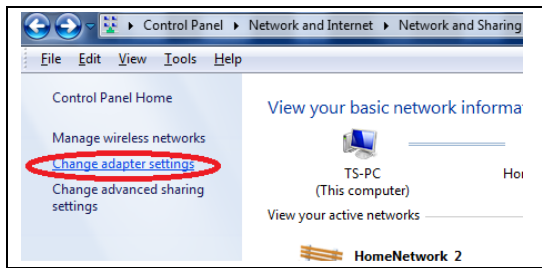 Control Panel ▸ Network and Internet ▸ Network and Sharing
File Edit View Tools Help
Control Panel Home
Manage wireless networks
Change adapter settings
Change advanced sharing
settings
View your basic network informa
TS-PC
(This computer)
Hor
View your active networks
HomeNetwork 2